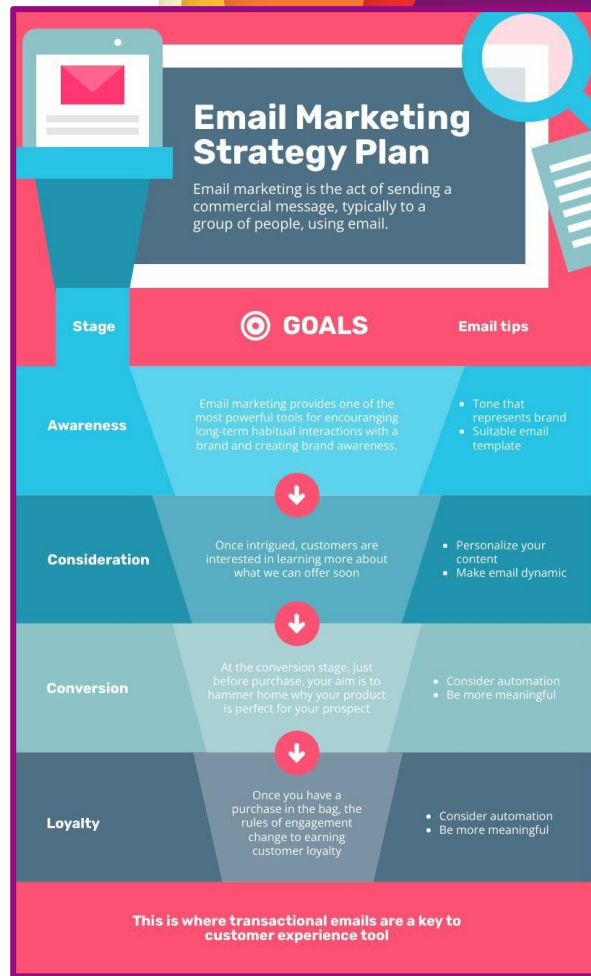 Email Marketing
Strategy Plan
Email marketing is the act of sending a
commercial message, typically to a
group of people, using email.
Stage
GOALS
Email tips
Awareness
Email marketing provides one of the
most powerful tools for encouranging
long-term habitual interactions with a
brand and creating brand awareness.
• Tone that
represents brand
• Suitable email
template
Consideration
Once intrigued, customers are
interested in learning more about
what we can offer soon
• Personalize your
content
• Make email dynamic
Conversion
At the conversion stage, just
before purchase, your aim is to
hammer home why your product
is perfect for your prospect
• Consider automation
• Be more meaningful
Loyalty
Once you have a
purchase in the bag, the
rules of engagement
change to earning
customer loyalty
• Consider automation
• Be more meaningful
This is where transactional emails are a key to
customer experience tool